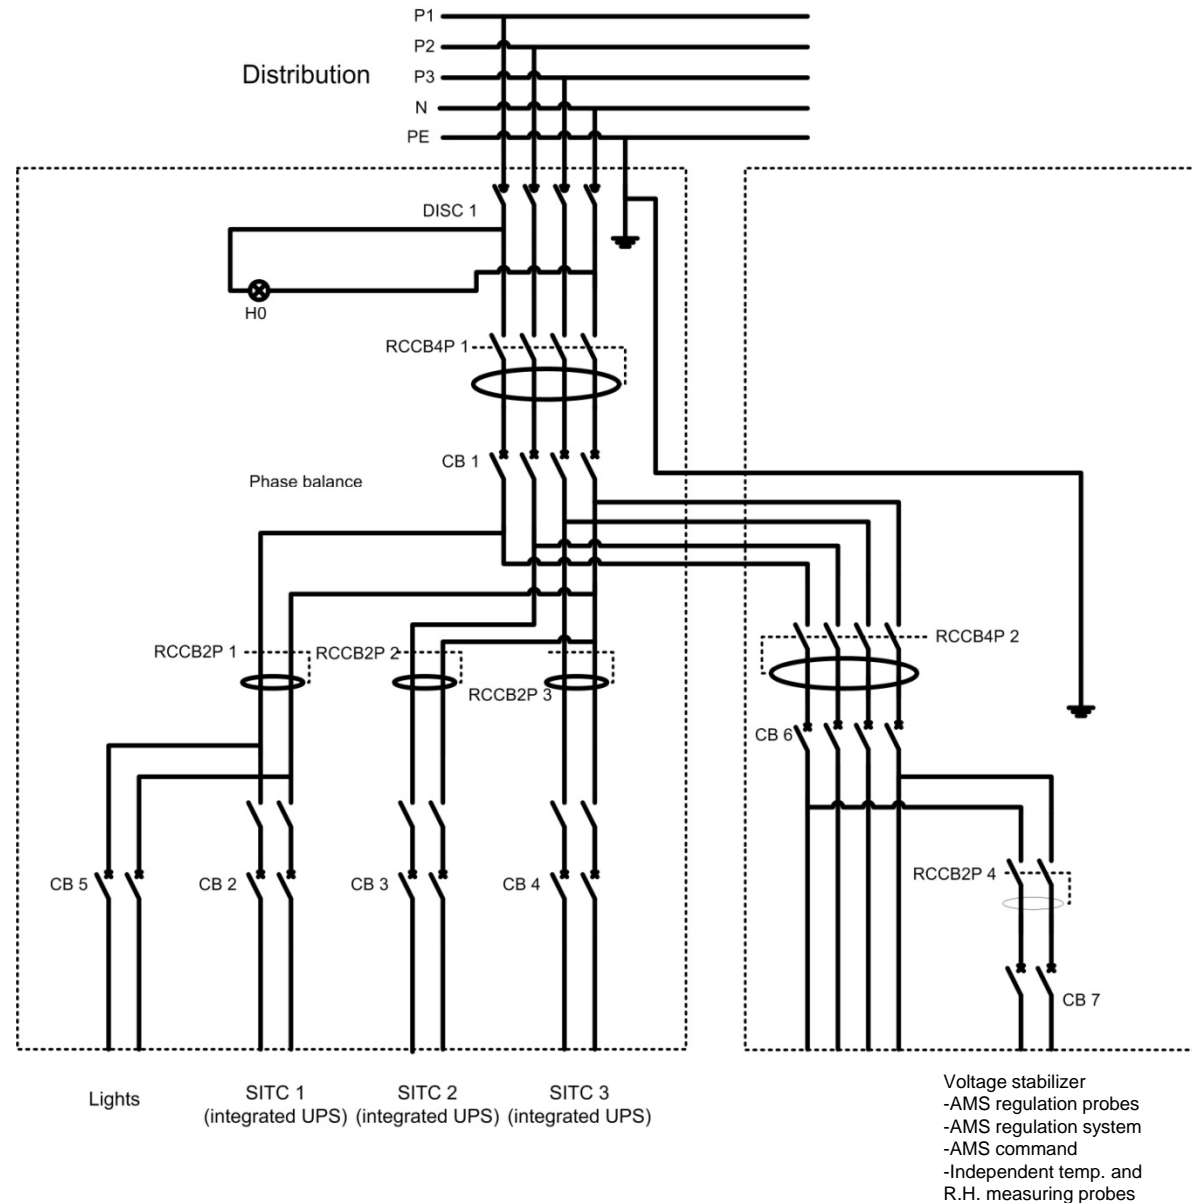 P1
P2
Distribution
P3
N
PE
DISC 1
H0
RCCB4P 1
CB 1
Phase balance
RCCB4P 2
RCCB2P 1
RCCB2P 2
RCCB2P 3
CB 6
RCCB2P 4
CB 5
CB 2
CB 3
CB 4
CB 7
Lights
SITC 1
(integrated UPS)
SITC 2
(integrated UPS)
SITC 3
(integrated UPS)
Voltage stabilizer
-AMS regulation probes
-AMS regulation system
-AMS command
-Independent temp. and
R.H. measuring probes